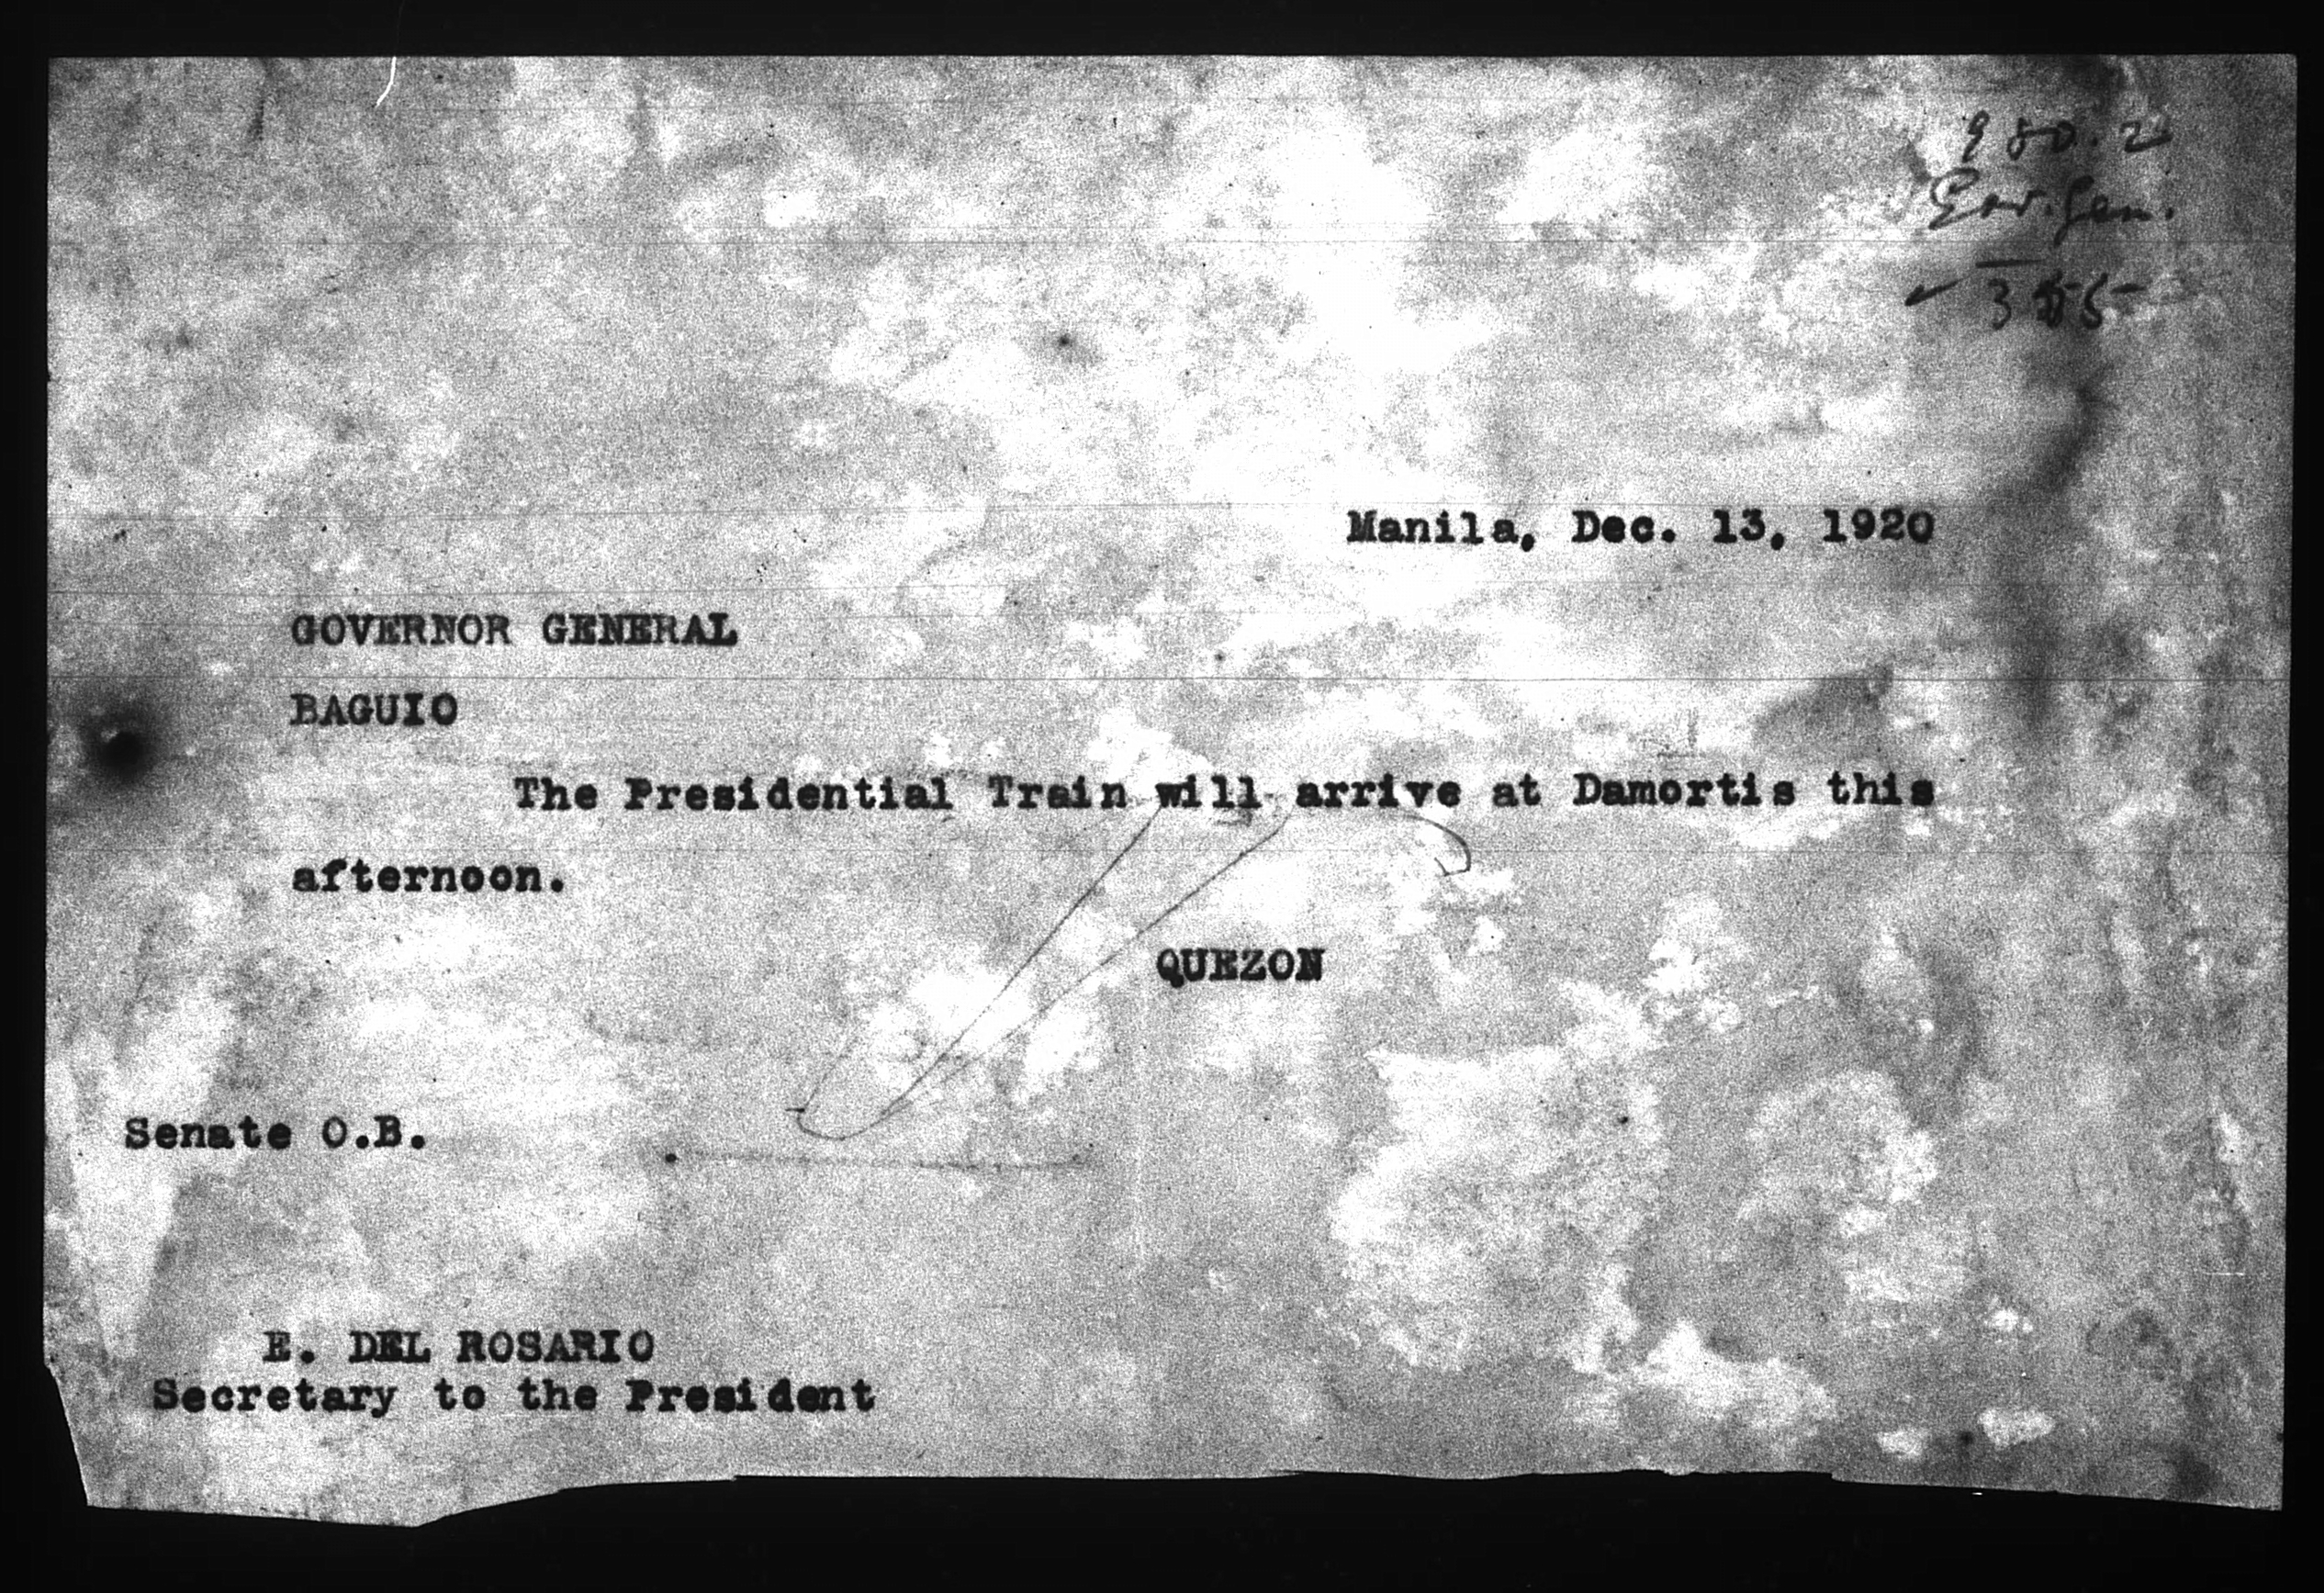 Gov. Gen.
Manila, Dec. 13, 1920
GOVERNOR GENERAL
BAGUIO
The Presidential Train will arrive at Damortis this
afternoon.
QUEZON
Senate O.B.
E. DEL ROSARIO
Secretary to the President